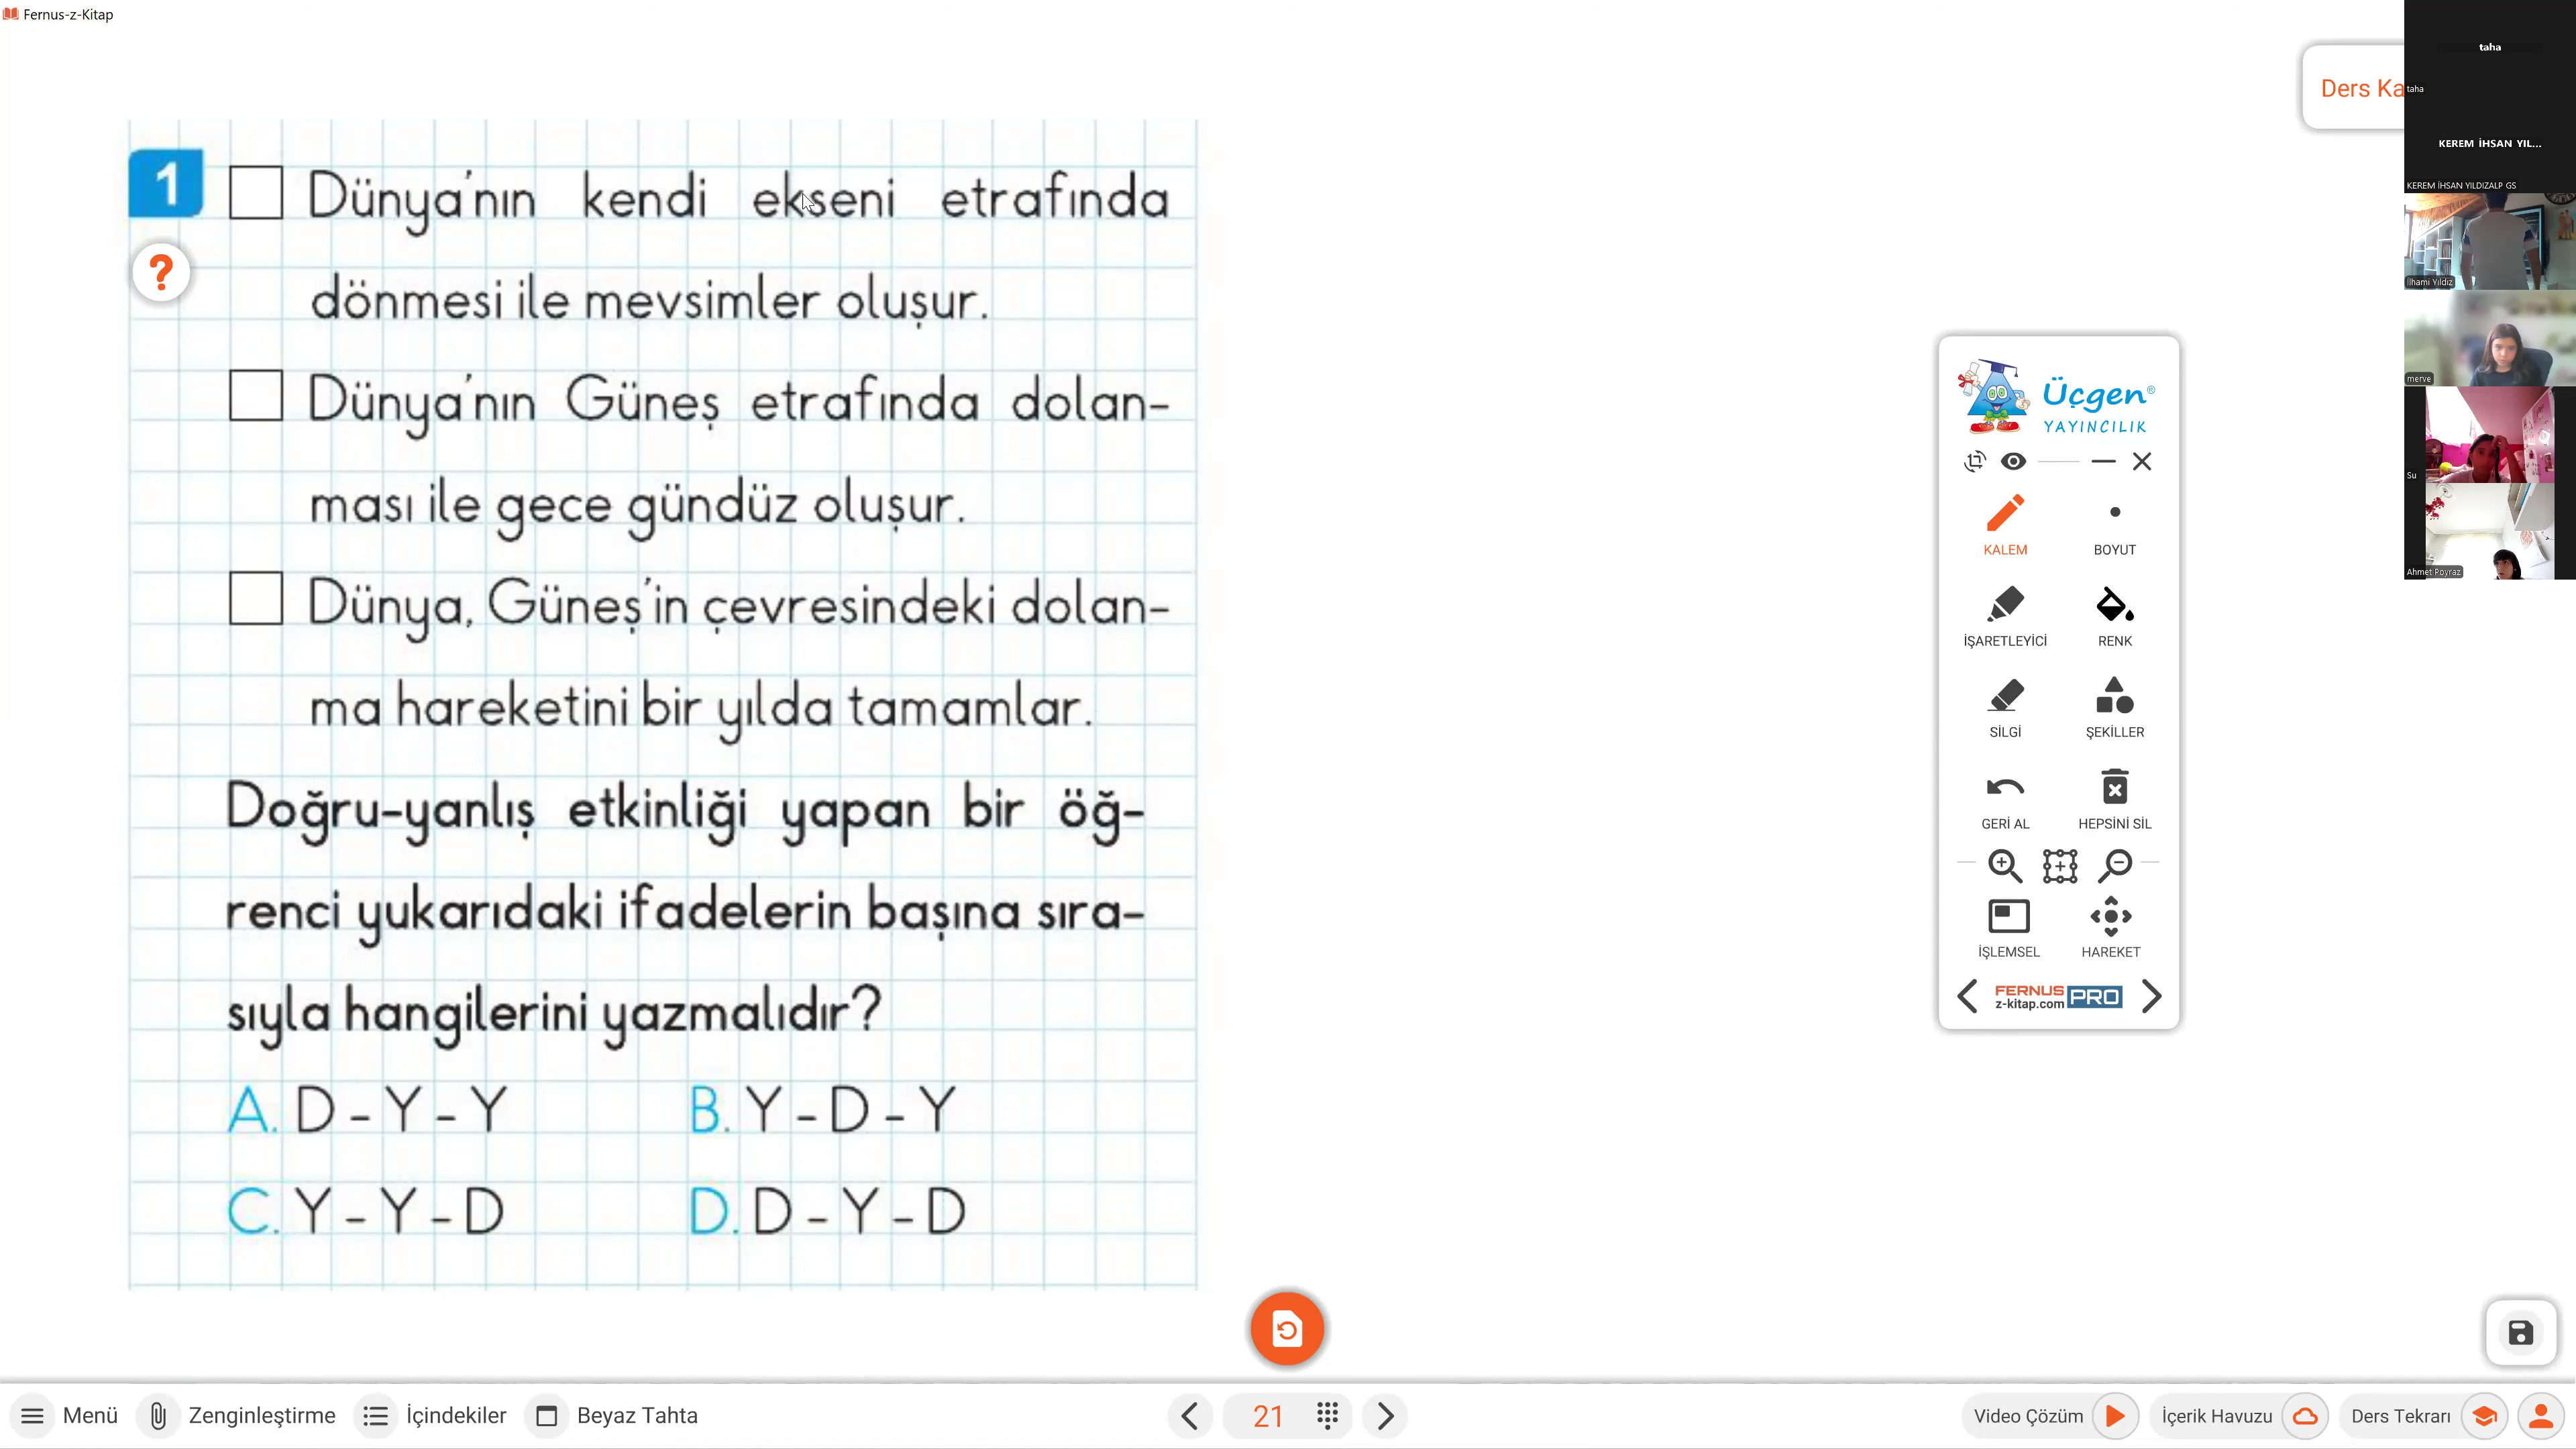 Fernus-z-Kitap
taha
Ders Ka
taha
KEREM İHSAN YIL...
KEREM İHSAN YILDIZALP GS
İlhami Yıldız
merve
Su
Ahmet Poyraz
1
Dünya'nın kendi ekseni etrafında
dönmesi ile mevsimler oluşur.
?
Dünya'nın Güneş etrafında dolan-
ması ile gece gündüz oluşur.
Dünya, Güneş'in çevresindeki dolan-
ma hareketini bir yılda tamamlar.
Doğru-yanlış etkinliği yapan bir öğ-
renci yukarıdaki ifadelerin başına sıra-
sıyla hangilerini yazmalıdır?
A. D - Y - Y
B. Y - D - Y
C. Y - Y - D
D. D - Y - D
Üçgen®
YAYINCILIK
KALEM
BOYUT
İŞARETLEYİCİ
RENK
SİLGİ
ŞEKİLLER
GERİ AL
HEPSİNİ SİL
İŞLEMSEL
HAREKET
FERNUS
z-kitap.com
PRO
Menü
Zenginleştirme
İçindekiler
Beyaz Tahta
21
Video Çözüm
İçerik Havuzu
Ders Tekrarı